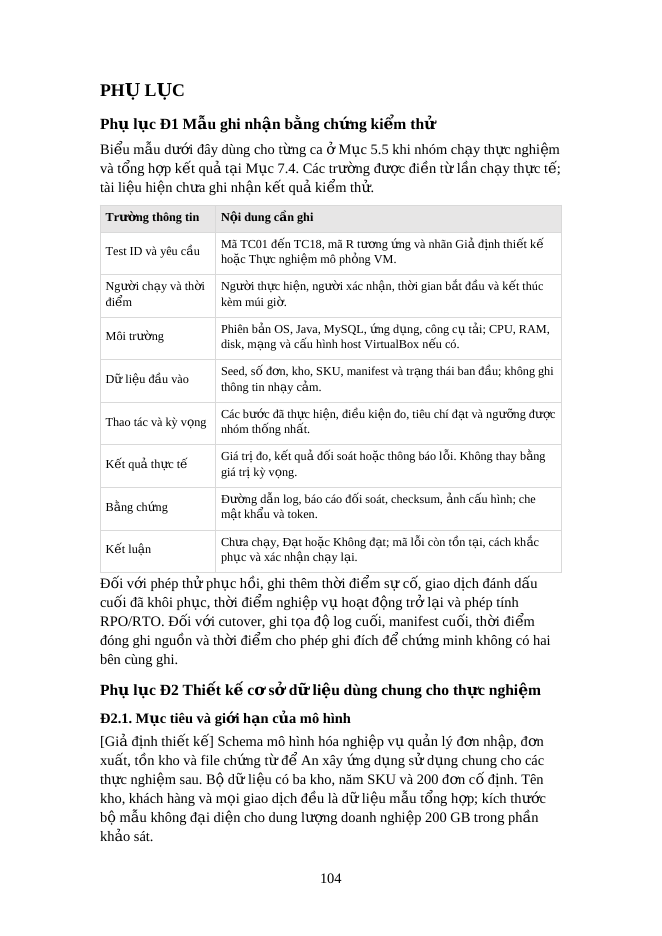 PHỤ LỤC
Phụ lục Đ1 Mẫu ghi nhận bằng chứng kiểm thử
Biểu mẫu dưới đây dùng cho từng ca ở Mục 5.5 khi nhóm chạy thực nghiệm
và tổng hợp kết quả tại Mục 7.4. Các trường được điền từ lần chạy thực tế;
tài liệu hiện chưa ghi nhận kết quả kiểm thử.
Trường thông tin
Nội dung cần ghi
Test ID và yêu cầu
Mã TC01 đến TC18, mã R tương ứng và nhãn Giả định thiết kế
hoặc Thực nghiệm mô phỏng VM.
Người chạy và thời
điểm
Người thực hiện, người xác nhận, thời gian bắt đầu và kết thúc
kèm múi giờ.
Môi trường
Phiên bản OS, Java, MySQL, ứng dụng, công cụ tải; CPU, RAM,
disk, mạng và cấu hình host VirtualBox nếu có.
Dữ liệu đầu vào
Seed, số đơn, kho, SKU, manifest và trạng thái ban đầu; không ghi
thông tin nhạy cảm.
Thao tác và kỳ vọng
Các bước đã thực hiện, điều kiện đo, tiêu chí đạt và ngưỡng được
nhóm thống nhất.
Kết quả thực tế
Giá trị đo, kết quả đối soát hoặc thông báo lỗi. Không thay bằng
giá trị kỳ vọng.
Bằng chứng
Đường dẫn log, báo cáo đối soát, checksum, ảnh cấu hình; che
mật khẩu và token.
Kết luận
Chưa chạy, Đạt hoặc Không đạt; mã lỗi còn tồn tại, cách khắc
phục và xác nhận chạy lại.
Đối với phép thử phục hồi, ghi thêm thời điểm sự cố, giao dịch đánh dấu
cuối đã khôi phục, thời điểm nghiệp vụ hoạt động trở lại và phép tính
RPO/RTO. Đối với cutover, ghi tọa độ log cuối, manifest cuối, thời điểm
đóng ghi nguồn và thời điểm cho phép ghi đích để chứng minh không có hai
bên cùng ghi.
Phụ lục Đ2 Thiết kế cơ sở dữ liệu dùng chung cho thực nghiệm
Đ2.1. Mục tiêu và giới hạn của mô hình
[Giả định thiết kế] Schema mô hình hóa nghiệp vụ quản lý đơn nhập, đơn
xuất, tồn kho và file chứng từ để An xây ứng dụng sử dụng chung cho các
thực nghiệm sau. Bộ dữ liệu có ba kho, năm SKU và 200 đơn cố định. Tên
kho, khách hàng và mọi giao dịch đều là dữ liệu mẫu tổng hợp; kích thước
bộ mẫu không đại diện cho dung lượng doanh nghiệp 200 GB trong phần
khảo sát.
104